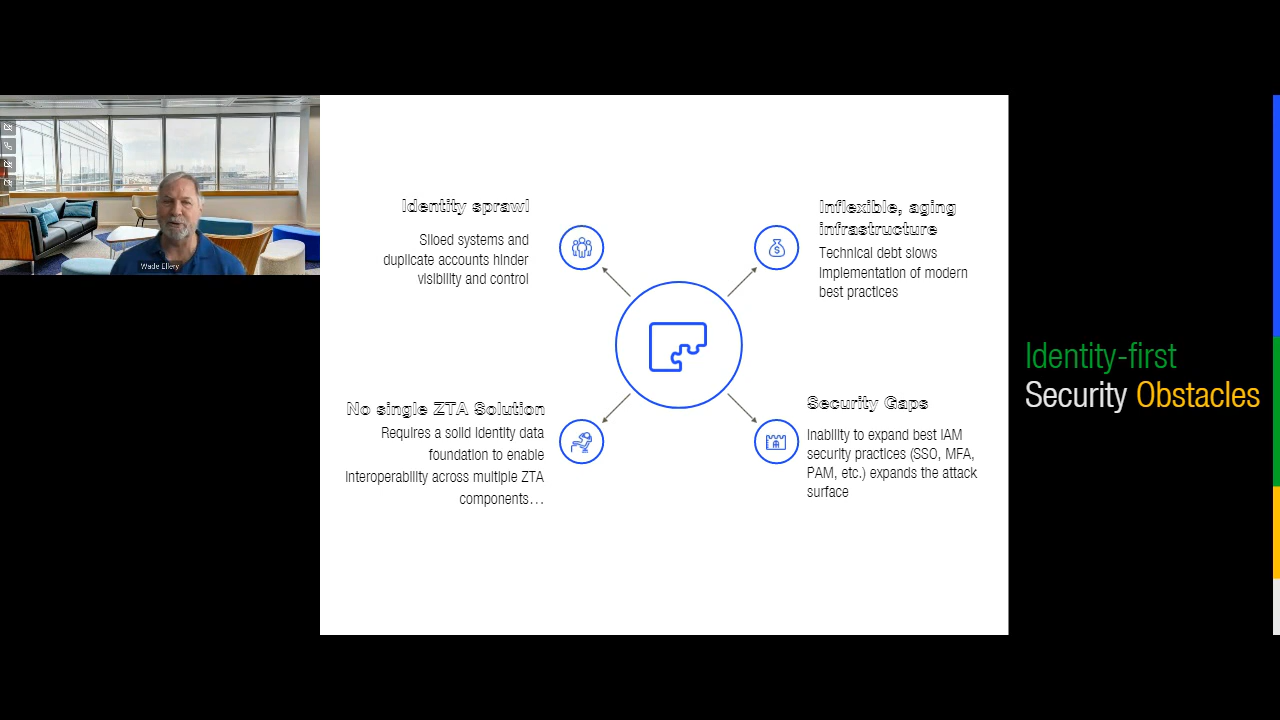 Wade Ellery
Identity sprawl
Siloed systems and
duplicate accounts hinder
visibility and control
Inflexible, aging
infrastructure
Technical debt slows
implementation of modern
best practices
No single ZTA Solution
Requires a solid identity data
foundation to enable
interoperability across multiple ZTA
components…
Security Gaps
Inability to expand best IAM
security practices (SSO, MFA,
PAM, etc.) expands the attack
surface
Identity-first
Security Obstacles